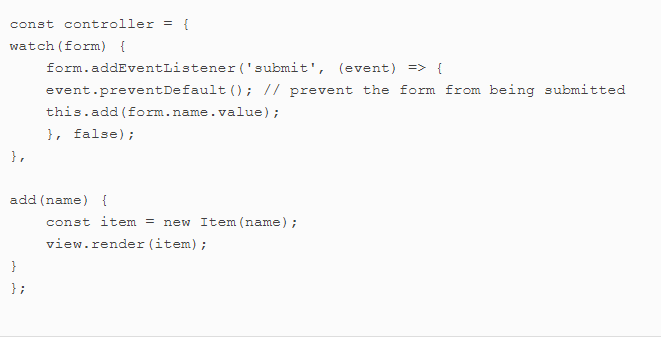 const controller = {
watch(form) {
form.addEventListener('submit', (event) => {
event.preventDefault(); // prevent the form from being submitted
this.add(form.name.value);
}, false);
},
add(name) {
const item = new Item(name);
view.render(item);
}
};